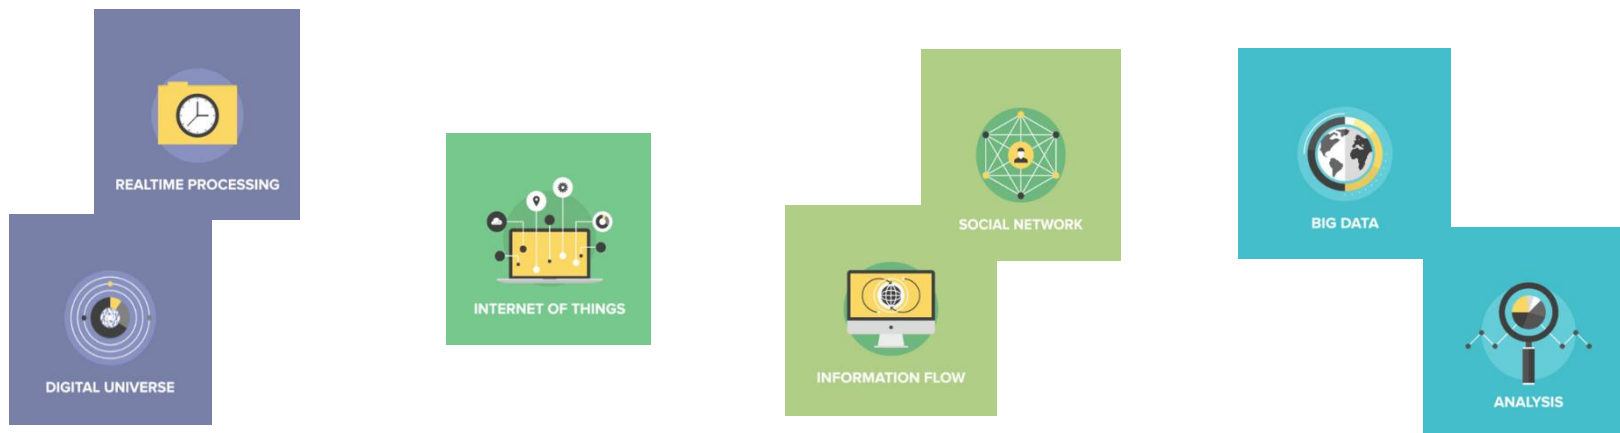 REALTIME PROCESSING
DIGITAL UNIVERSE
INTERNET OF THINGS
SOCIAL NETWORK
INFORMATION FLOW
BIG DATA
ANALYSIS